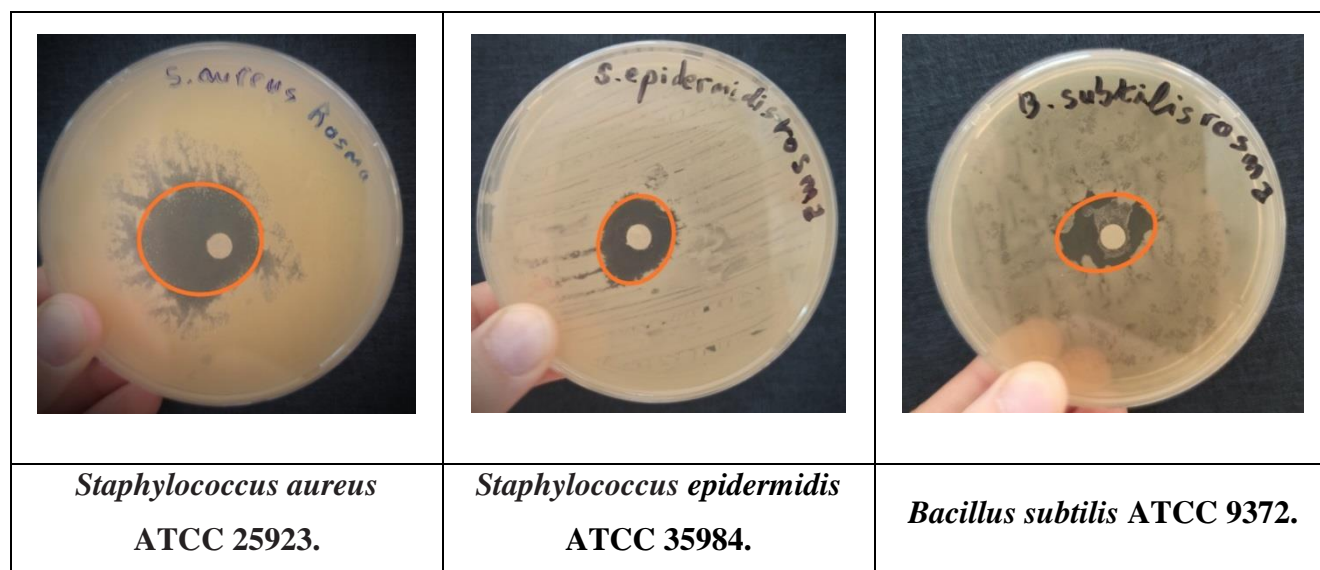 S. aureus Rosma
S. epidermidis rosma
B. subtilis rosma
Staphylococcus aureus
ATCC 25923.
Staphylococcus epidermidis
ATCC 35984.
Bacillus subtilis ATCC 9372.